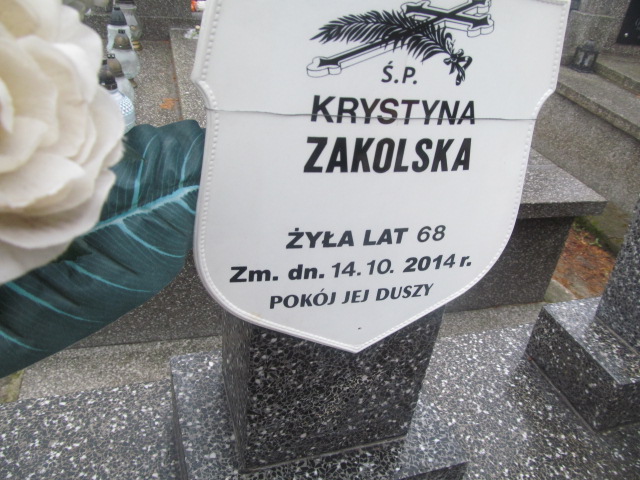 Ś.P.
KRYSTYNA
ZAKOLSKA
ŻYŁA LAT 68
Zm. dn. 14.10. 2014 r.
POKÓJ JEJ DUSZY